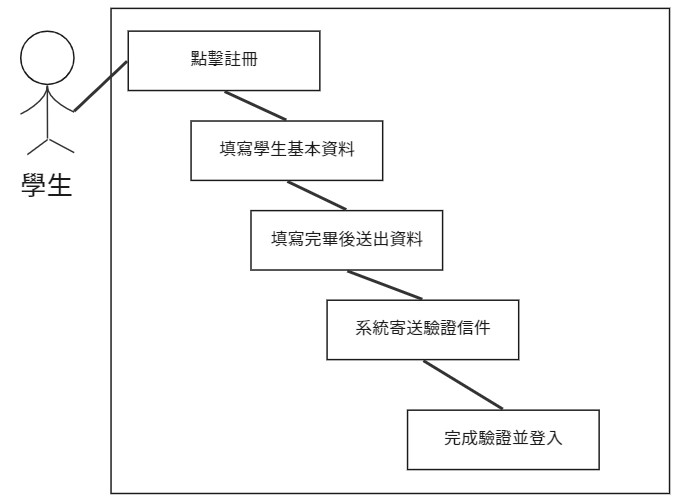 點擊註冊
填寫學生基本資料
學生
填寫完畢後送出資料
系統寄送驗證信件
完成驗證並登入